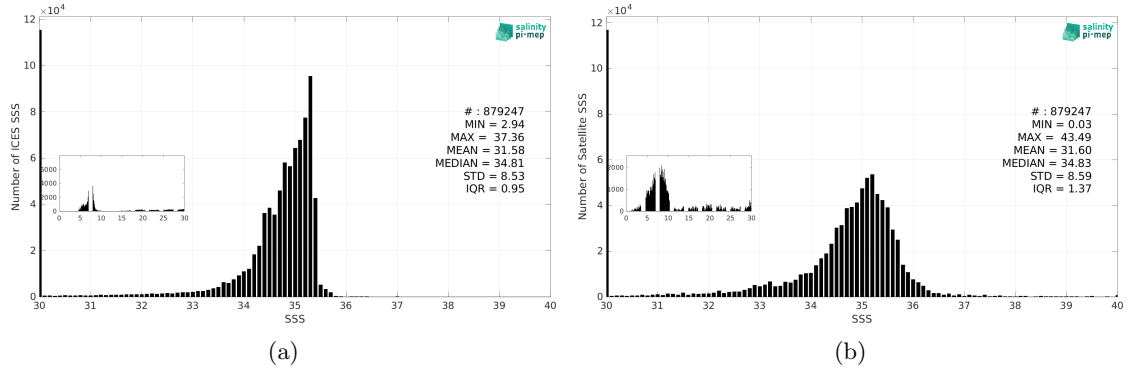 ×10⁴
12
10
8
6
4
2
0
Number of ICES SSS
salinity
pi-mep
# : 879247
MIN = 2.94
MAX = 37.36
MEAN = 31.58
MEDIAN = 34.81
STD = 8.53
IQR = 0.95
6000
4000
2000
0
0 5 10 15 20 25 30
30 31 32 33 34 35 36 37 38 39 40
SSS
(a)
×10⁴
12
10
8
6
4
2
0
Number of Satellite SSS
salinity
pi-mep
# : 879247
MIN = 0.03
MAX = 43.49
MEAN = 31.60
MEDIAN = 34.83
STD = 8.59
IQR = 1.37
2000
1000
0
0 5 10 15 20 25 30
30 31 32 33 34 35 36 37 38 39 40
SSS
(b)